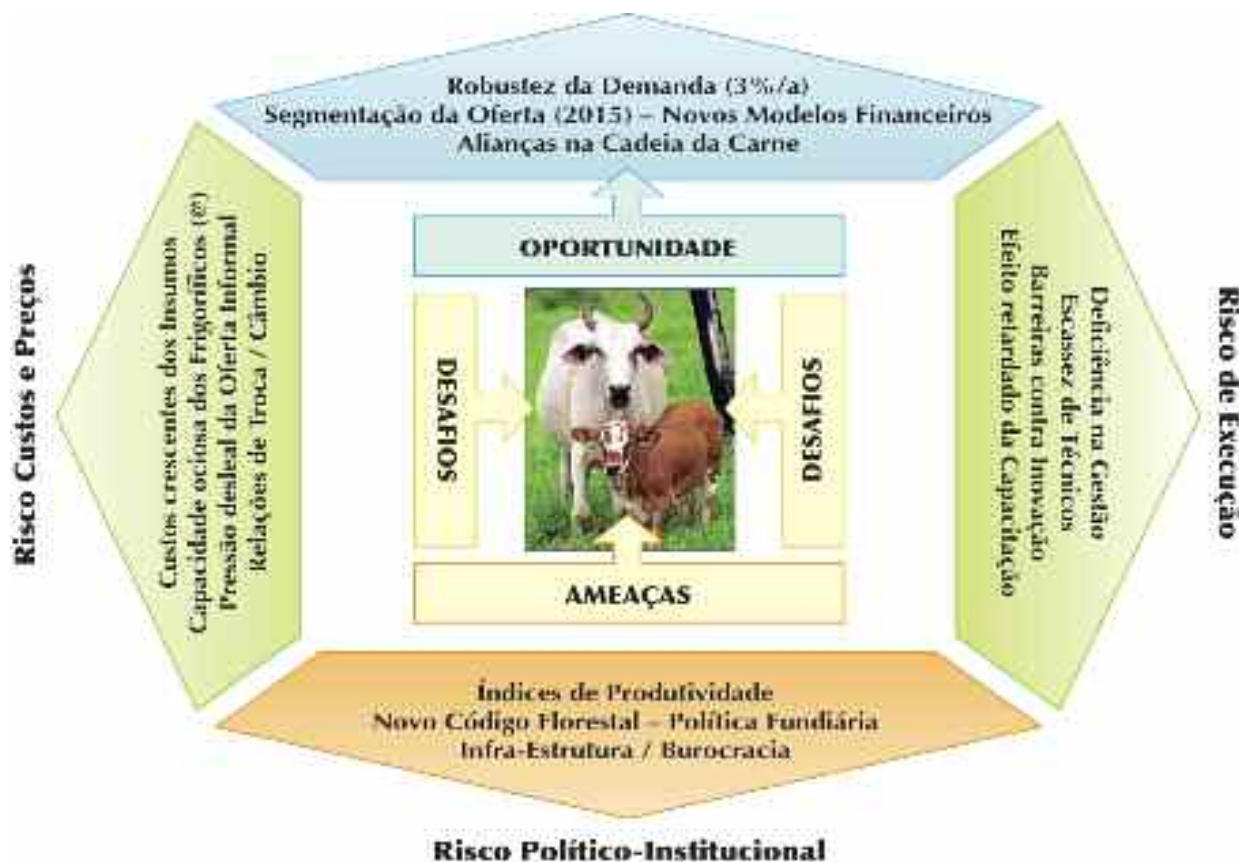 Robustez da Demanda (3%/a)
Segmentação da Oferta (2015) – Novos Modelos Financeiros
Alianças na Cadeia da Carne
OPORTUNIDADE
Risco Custos e Preços
Custos crescentes dos Insumos
Capacidade ociosa dos Frigoríficos (@)
Pressão desleal da Oferta Informal
Relações de Troca / Câmbio
DESAFIOS
DESAFIOS
Deficiência na Gestão
Escassez de Técnicos
Barreiras contra Inovação
Efeito retardado da Capacitação
Risco de Execução
AMEAÇAS
Índices de Produtividade
Novo Código Florestal – Política Fundiária
Infra-Estrutura / Burocracia
Risco Político-Institucional